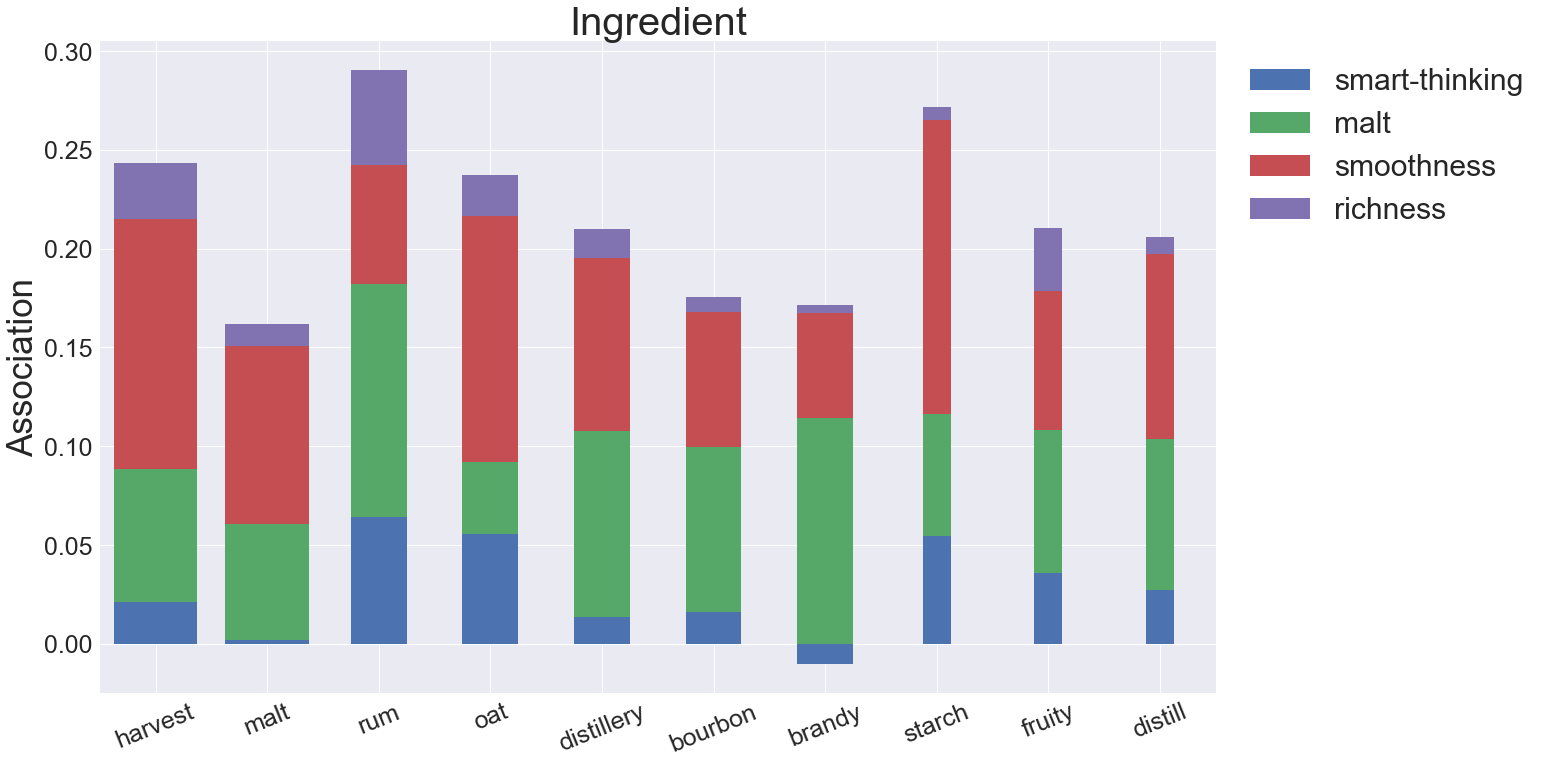 Ingredient
Association
0.30
0.25
0.20
0.15
0.10
0.05
0.00
harvest
malt
rum
oat
distillery
bourbon
brandy
starch
fruity
distill
smart-thinking
malt
smoothness
richness